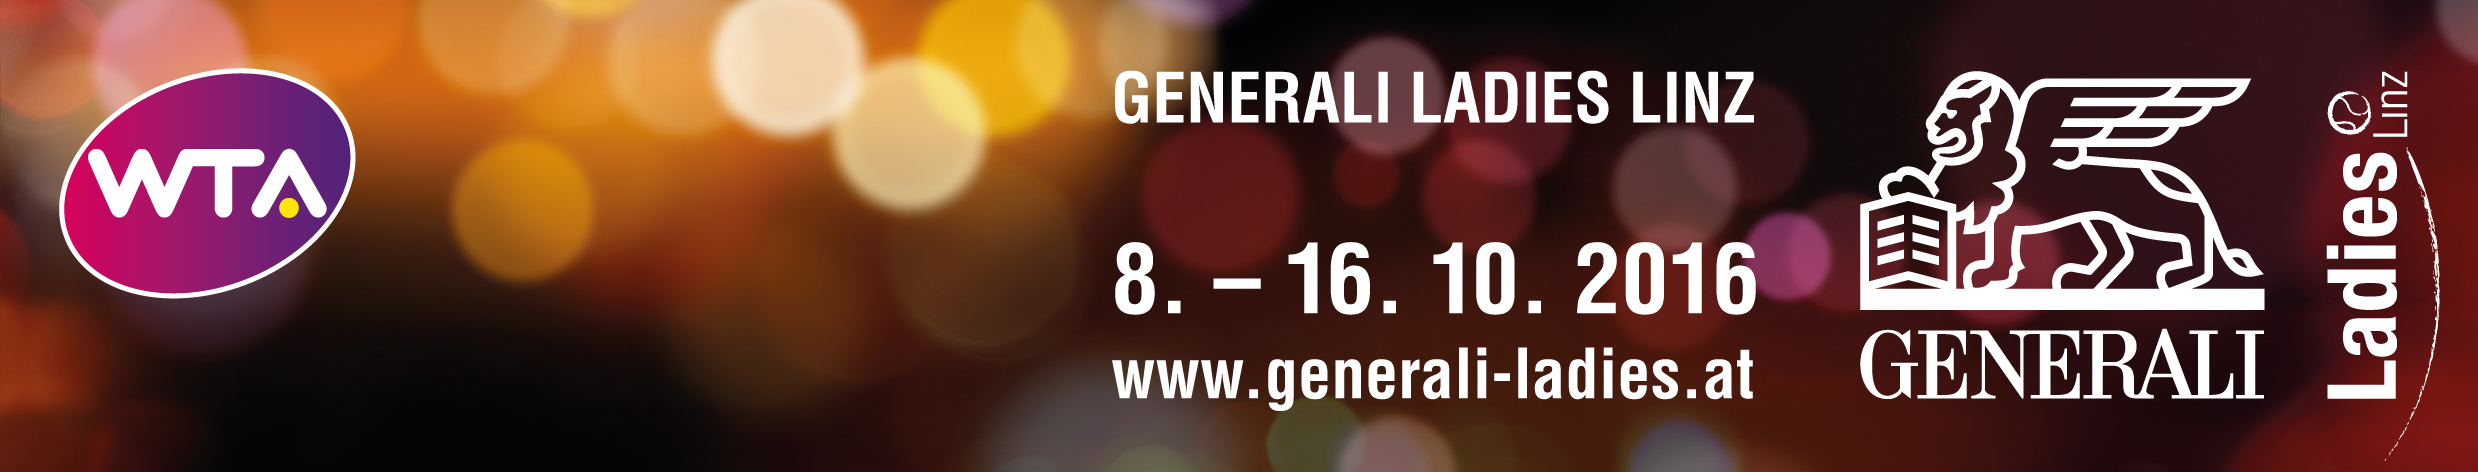 WTA
GENERALI LADIES LINZ
8. – 16. 10. 2016
www.generali-ladies.at
GENERALI
Ladies
Linz